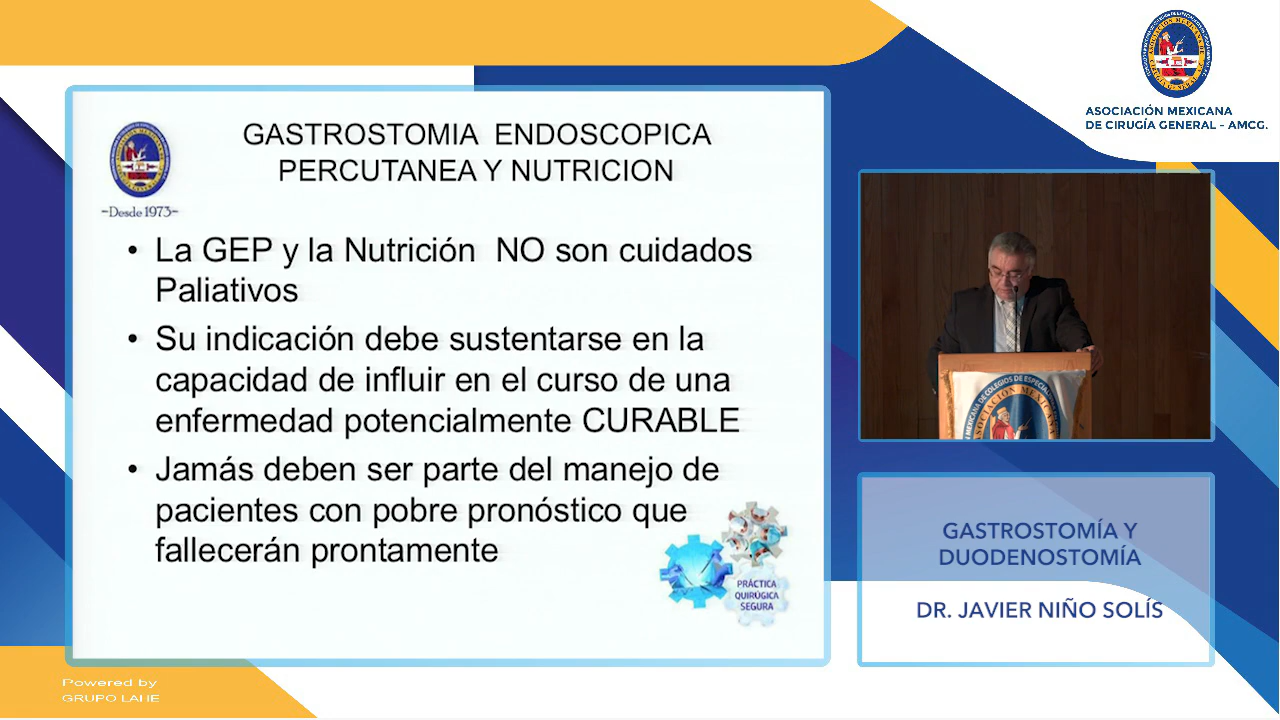 GASTROSTOMIA ENDOSCOPICA
PERCUTANEA Y NUTRICION
-Desde 1973-
• La GEP y la Nutrición NO son cuidados
Paliativos
• Su indicación debe sustentarse en la
capacidad de influir en el curso de una
enfermedad potencialmente CURABLE
• Jamás deben ser parte del manejo de
pacientes con pobre pronóstico que
fallecerán prontamente
PRÁCTICA
QUIRÚGICA
SEGURA
ASOCIACIÓN MEXICANA
DE CIRUGÍA GENERAL - AMCG.
GASTROSTOMÍA Y
DUODENOSTOMÍA
DR. JAVIER NIÑO SOLÍS
Powered by
GRUPO LAHE